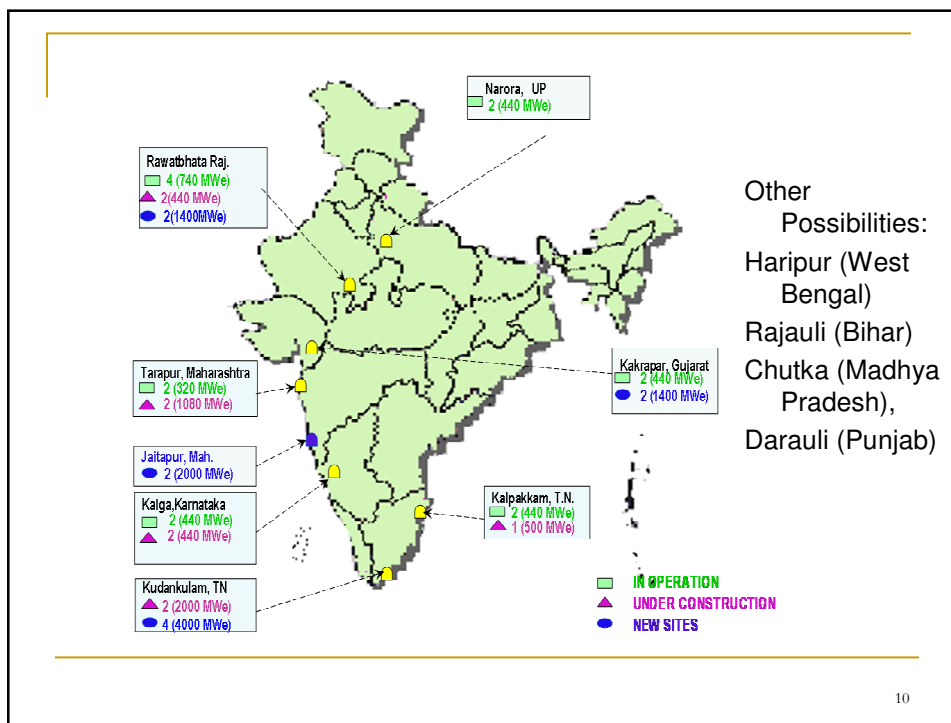 Narora, UP
2 (440 MWe)
Rawatbhata Raj.
4 (740 MWe)
2(440 MWe)
2(1400MWe)
Other
Possibilities:
Haripur (West
Bengal)
Rajauli (Bihar)
Chutka (Madhya
Pradesh),
Darauli (Punjab)
Tarapur, Maharashtra
2 (320 MWe)
2 (1080 MWe)
Kakrapar, Gujarat
2 (440 MWe)
2 (1400 MWe)
Jaitapur, Mah.
2 (2000 MWe)
Kalga,Karnataka
2 (440 MWe)
2 (440 MWe)
Kalpakkam, T.N.
2 (440 MWe)
1 (500 MWe)
Kudankulam, TN
2 (2000 MWe)
4 (4000 MWe)
IN OPERATION
UNDER CONSTRUCTION
NEW SITES
10